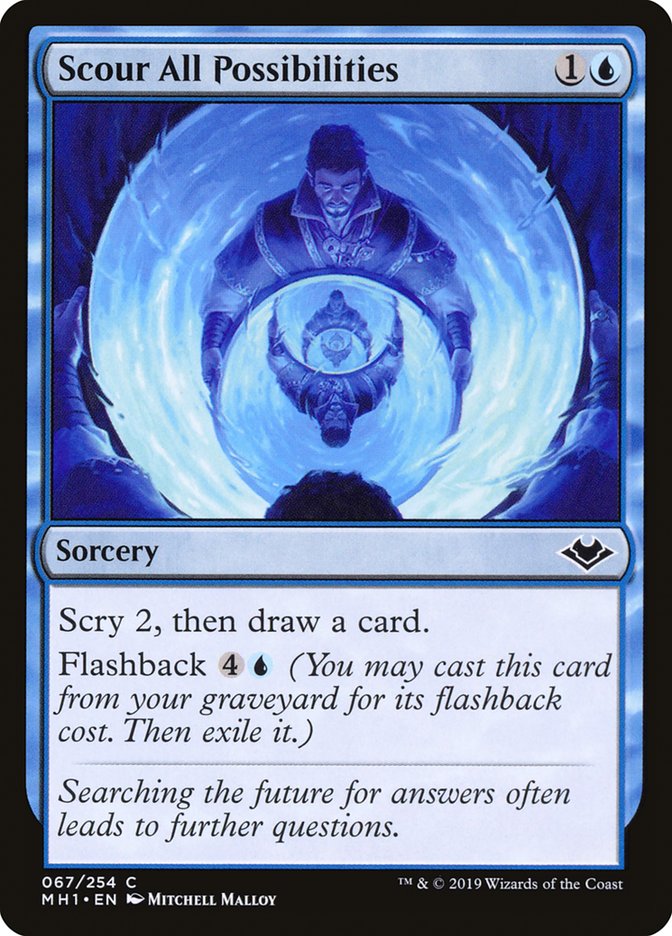 Scour All Possibilities 1
Sorcery
Scry 2, then draw a card.
Flashback 4 (You may cast this card
from your graveyard for its flashback
cost. Then exile it.)
Searching the future for answers often
leads to further questions.
067/254 C
MH1 • EN Mitchell Malloy
™ & © 2019 Wizards of the Coast